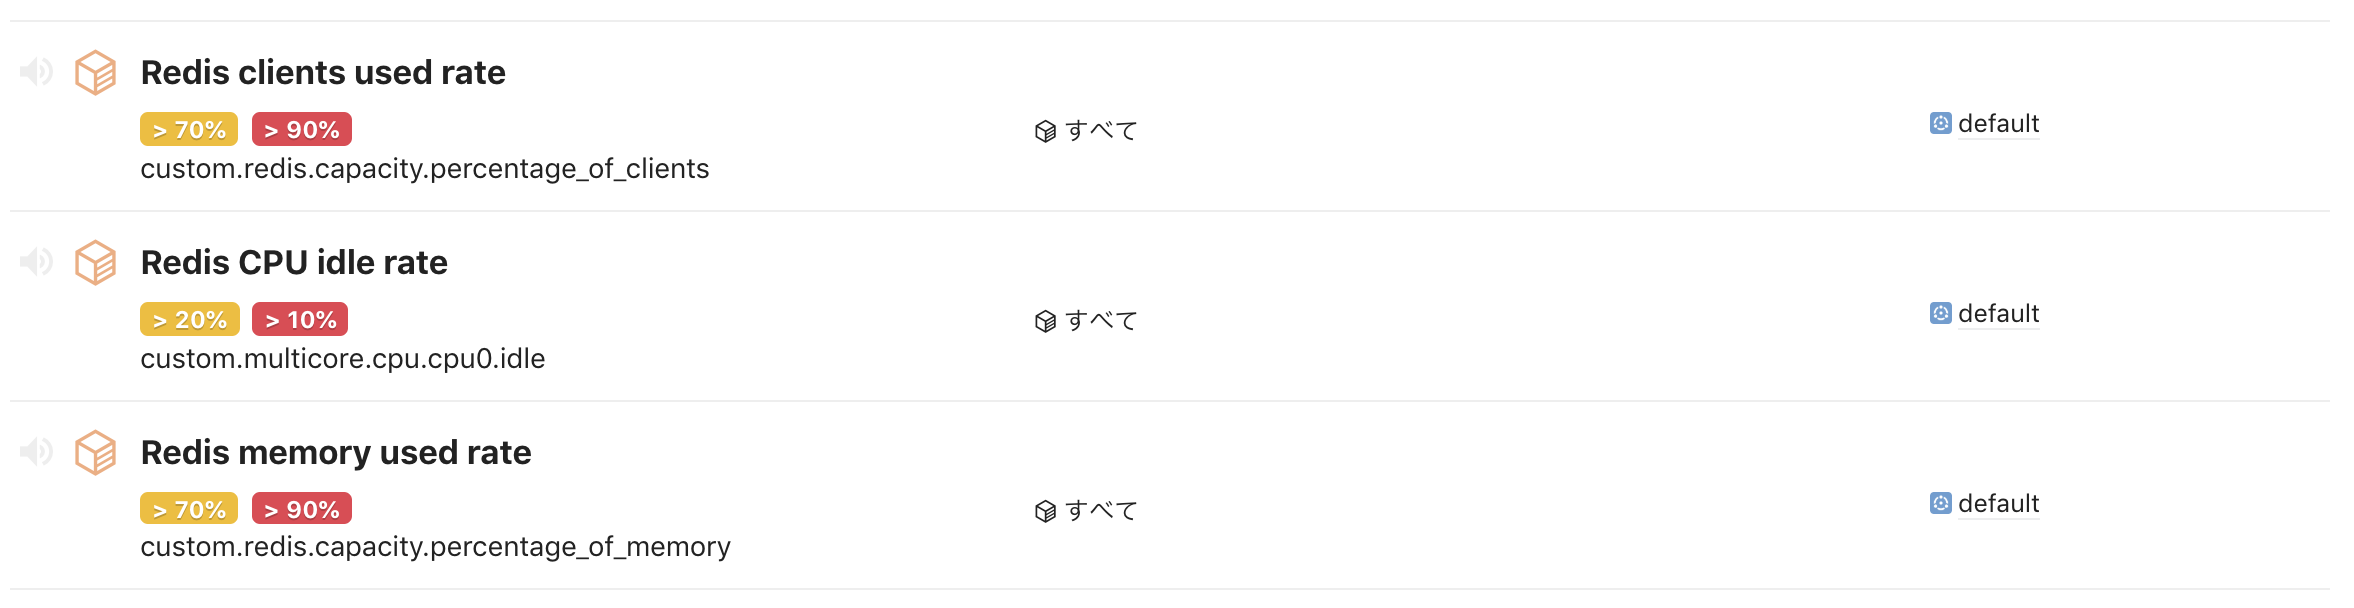 Redis clients used rate
> 70% > 90%
すべて
default
custom.redis.capacity.percentage_of_clients
Redis CPU idle rate
> 20% > 10%
すべて
default
custom.multicore.cpu.cpu0.idle
Redis memory used rate
> 70% > 90%
すべて
default
custom.redis.capacity.percentage_of_memory